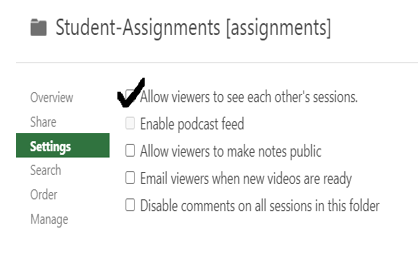 Student-Assignments [assignments]
Overview
Share
Settings
Search
Order
Manage
Allow viewers to see each other's sessions.
Enable podcast feed
Allow viewers to make notes public
Email viewers when new videos are ready
Disable comments on all sessions in this folder